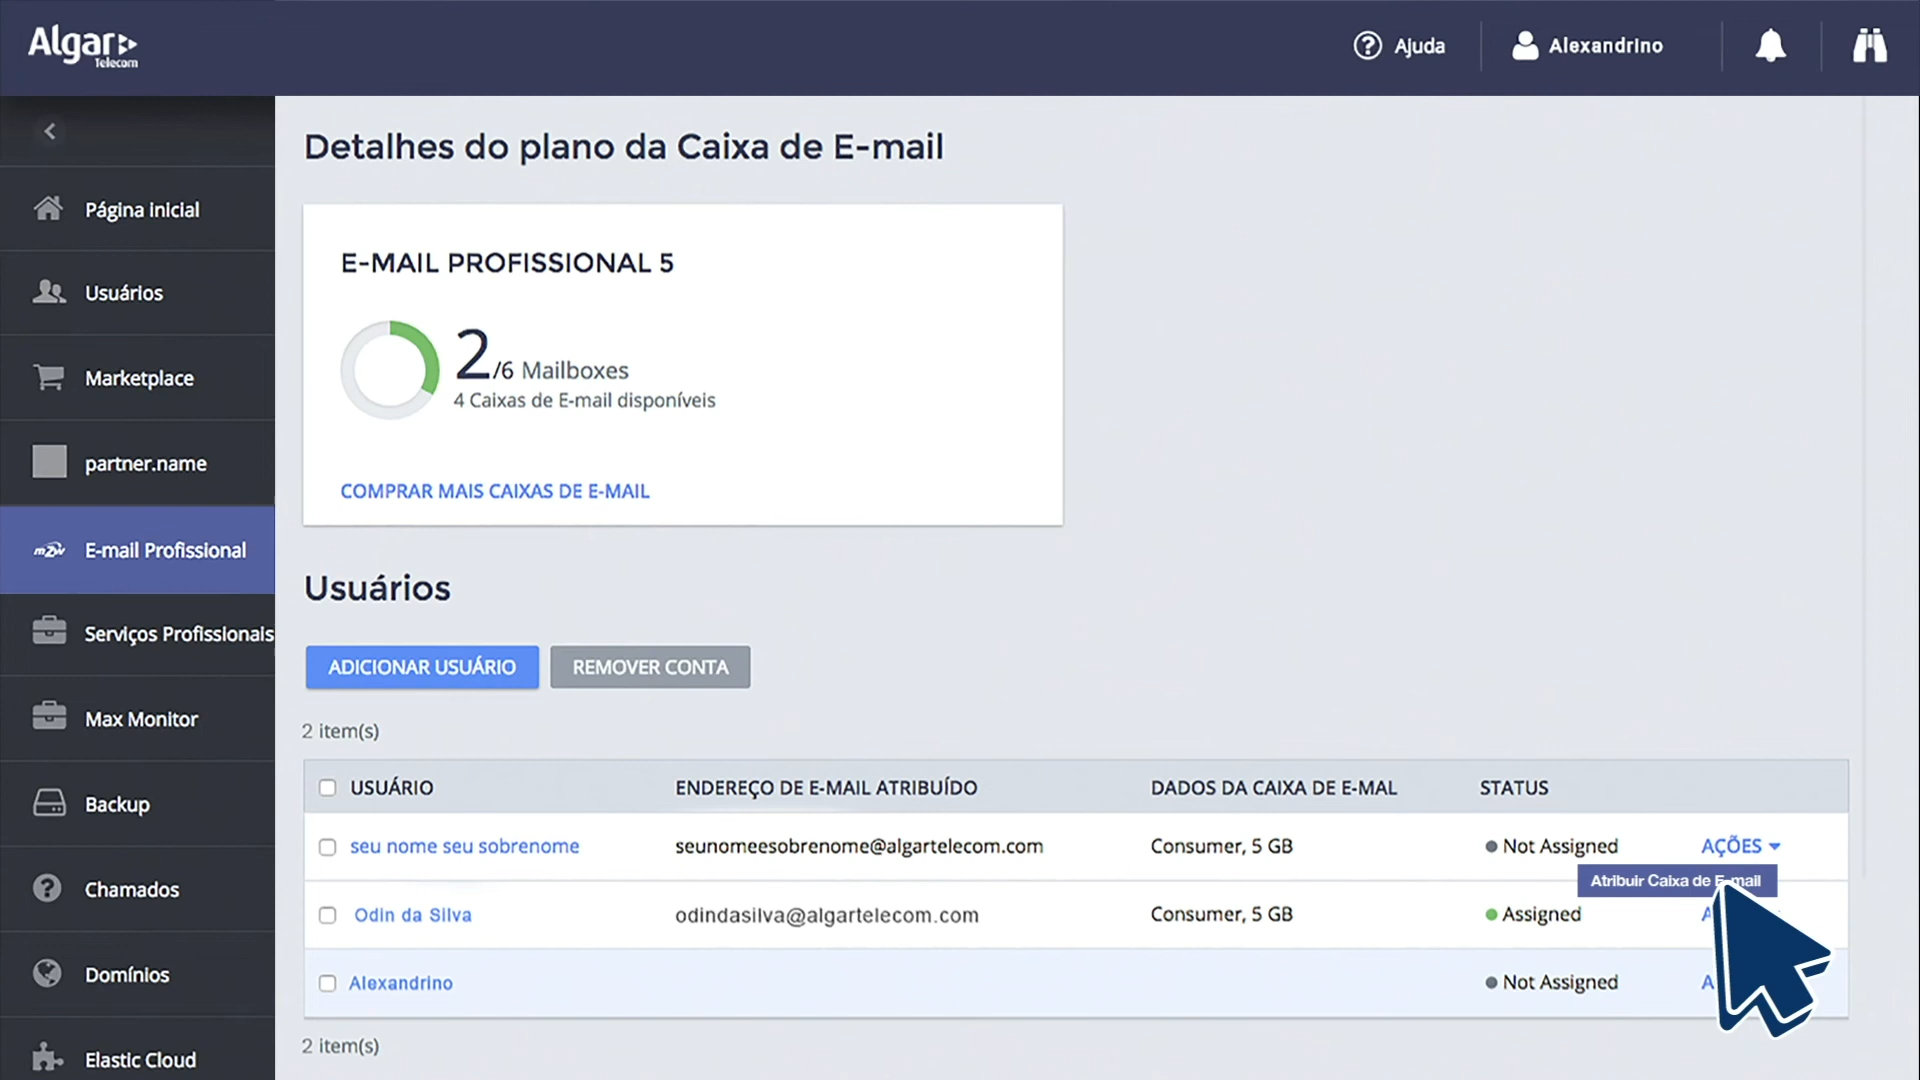 Algar
Telecom
Ajuda
Alexandrino
Página inicial
Usuários
Marketplace
partner.name
m2w
E-mail Profissional
Serviços Profissionais
Max Monitor
Backup
Chamados
Domínios
Elastic Cloud
Detalhes do plano da Caixa de E-mail
E-MAIL PROFISSIONAL 5
2/6 Mailboxes
4 Caixas de E-mail disponíveis
COMPRAR MAIS CAIXAS DE E-MAIL
Usuários
ADICIONAR USUÁRIO REMOVER CONTA
2 item(s)
USUÁRIO ENDEREÇO DE E-MAIL ATRIBUÍDO DADOS DA CAIXA DE E-MAL STATUS
seu nome seu sobrenome seunomeesobrenome@algartelecom.com Consumer, 5 GB Not Assigned AÇÕES
Atribuir Caixa de E-mail
Odin da Silva odindasilva@algartelecom.com Consumer, 5 GB Assigned
Alexandrino Not Assigned
2 item(s)